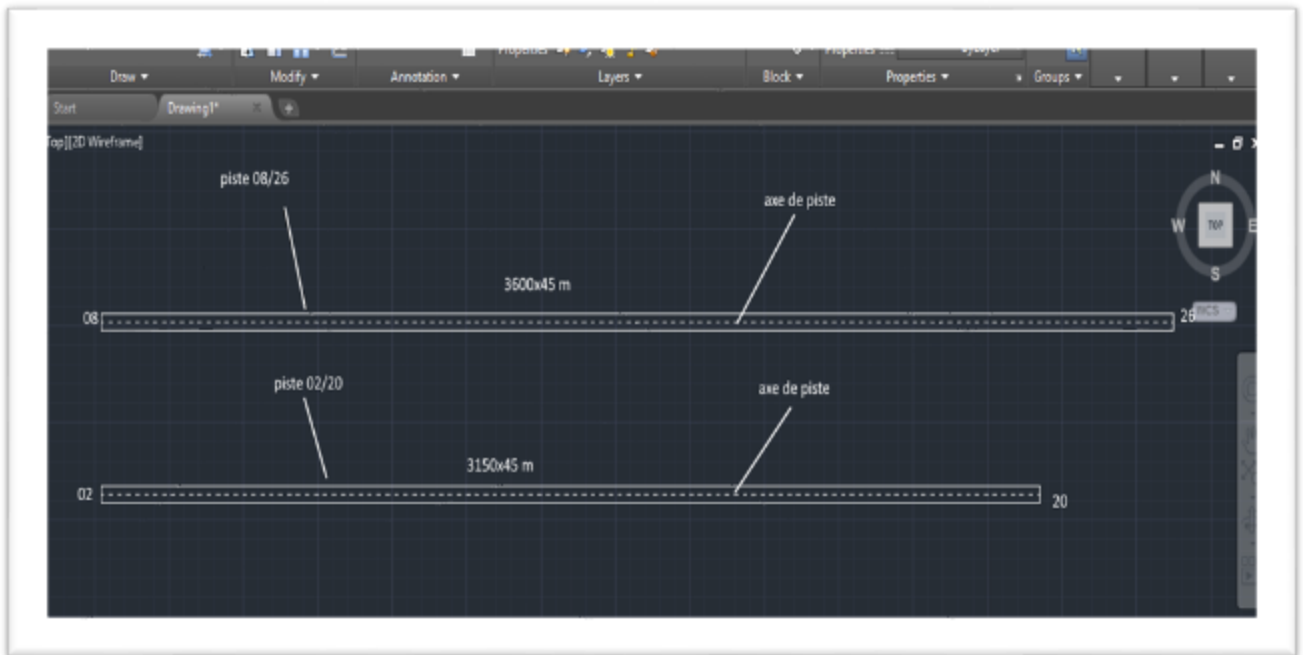 Draw Modify Annotation Layers Block Properties Groups
Start Drawing1*
Top][2D Wireframe]
N
piste 08/26
axe de piste
W TOP E
S
3600x45 m
08 26
piste 02/20
axe de piste
3150x45 m
02 20